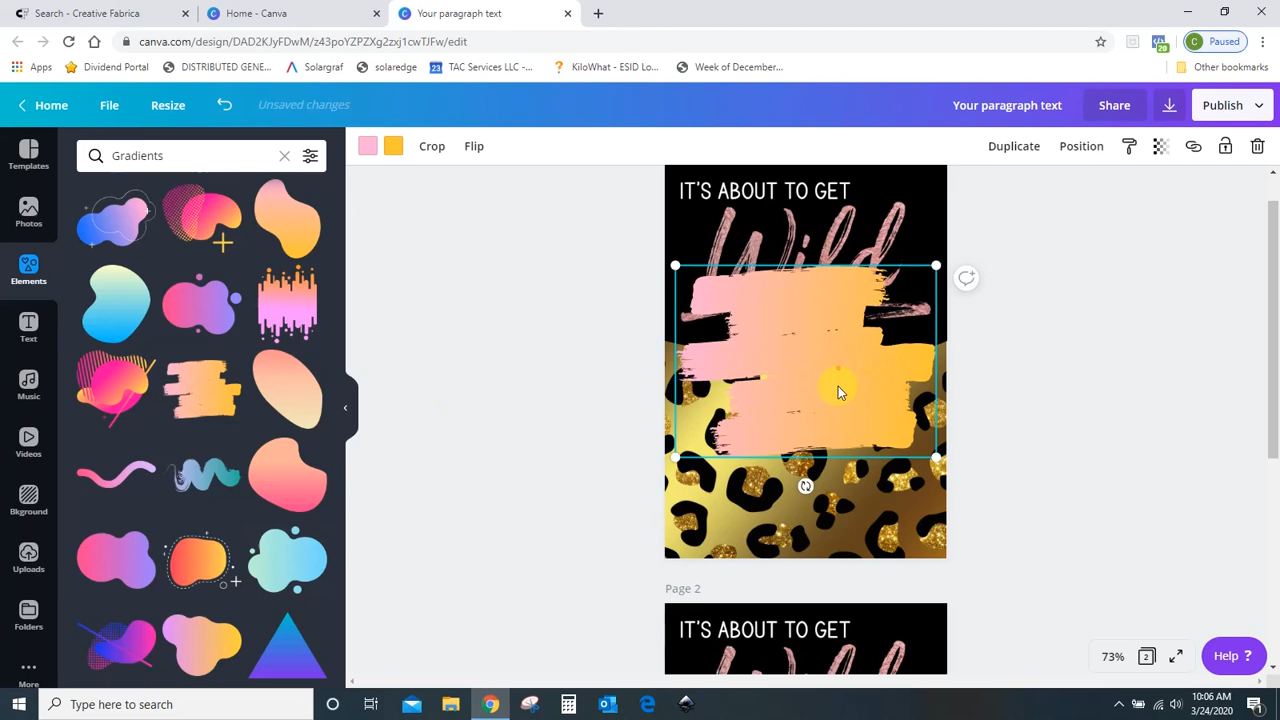 Search - Creative Fabrica
Home - Canva
Your paragraph text
canva.com/design/DAD2KJyFDwM/z43poYZPZXg2zxj1cwTJFw/edit
29
C Paused
Apps
Dividend Portal
DISTRIBUTED GENE...
Solargraf
solaredge
23 TAC Services LLC -...
KiloWhat - ESID Lo...
Week of December...
Other bookmarks
Home
File
Resize
Unsaved changes
Your paragraph text
Share
Publish
Templates
Photos
Elements
Text
Music
Videos
Bkground
Uploads
Folders
More
Gradients
Crop
Flip
Duplicate
Position
IT'S ABOUT TO GET
Wild
Page 2
IT'S ABOUT TO GET
73%
2
Help ?
Type here to search
10:06 AM
3/24/2020